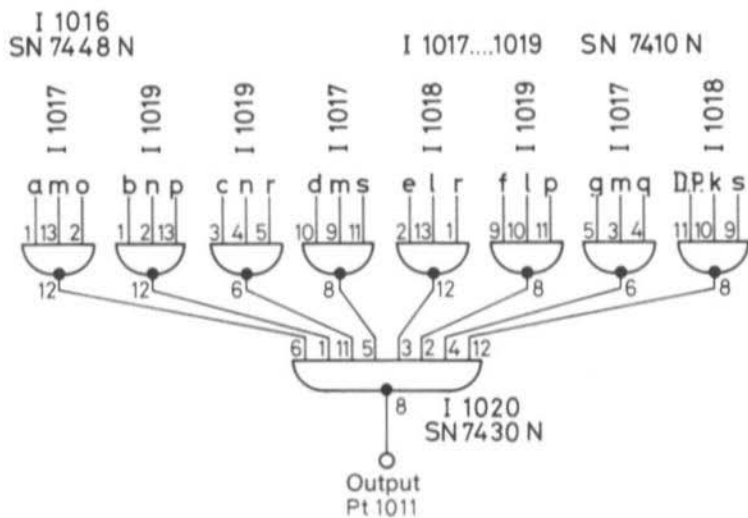 I 1016
SN 7448 N
I 1017....1019 SN 7410 N
I 1017 I 1019 I 1019 I 1017 I 1018 I 1019 I 1017 I 1018
a m o b n p c n r d m s e l r f l p g m q D.P. k s
1 13 2 1 2 13 3 4 5 10 9 11 2 13 1 9 10 11 5 3 4 11 10 9
12 12 6 8 12 8 6 8
6 1 11 5 3 2 4 12
8
I 1020
SN 7430 N
Output
Pt 1011